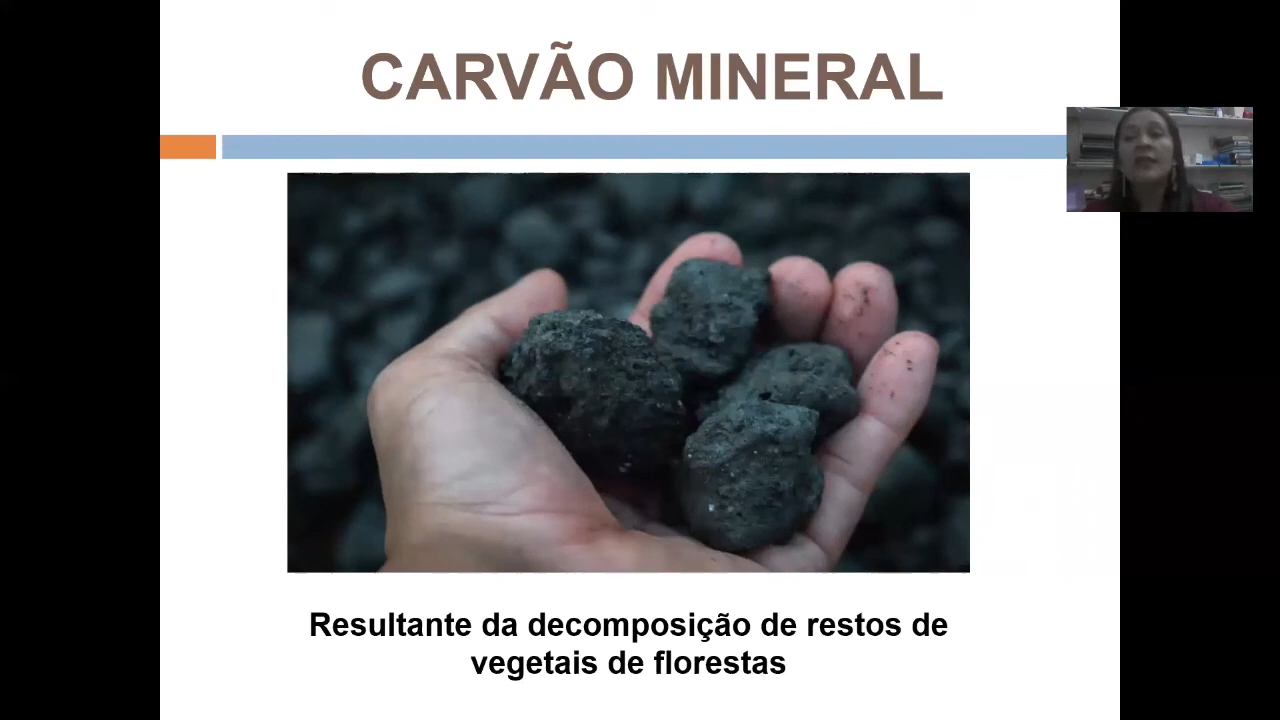 CARVÃO MINERAL
Resultante da decomposição de restos de
vegetais de florestas